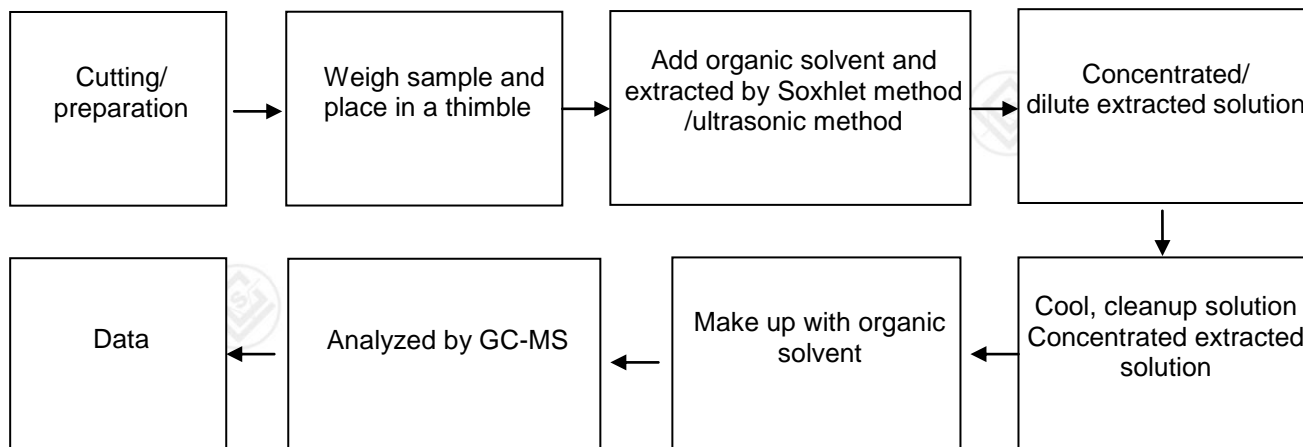 Cutting/
preparation
Weigh sample and
place in a thimble
Add organic solvent and
extracted by Soxhlet method
/ultrasonic method
Concentrated/
dilute extracted solution
Cool, cleanup solution
Concentrated extracted
solution
Make up with organic
solvent
Analyzed by GC-MS
Data